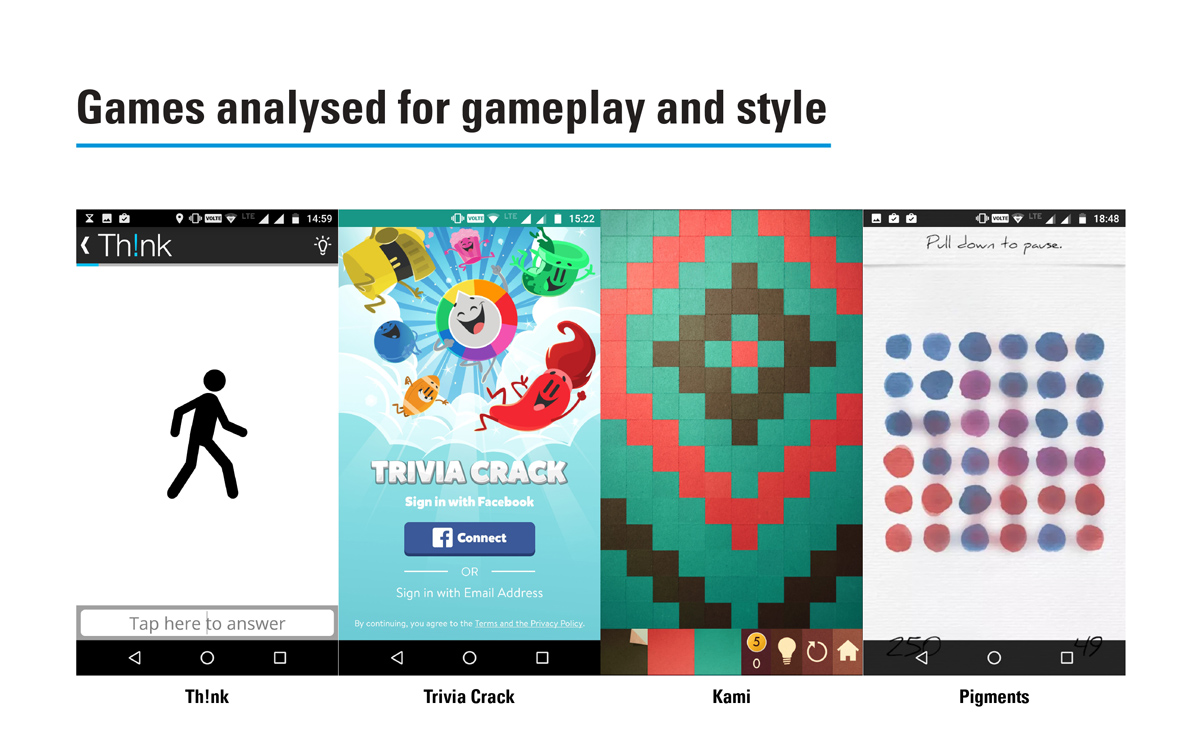 Games analysed for gameplay and style
VOLTE LTE 14:59
Th!nk
Tap here to answer
VOLTE LTE 15:22
TRIVIA CRACK
Sign in with Facebook
Connect
OR
Sign in with Email Address
By continuing, you agree to the Terms and the Privacy Policy.
5
0
VOLTE LTE 18:48
Pull down to pause.
250 49
Th!nk
Trivia Crack
Kami
Pigments